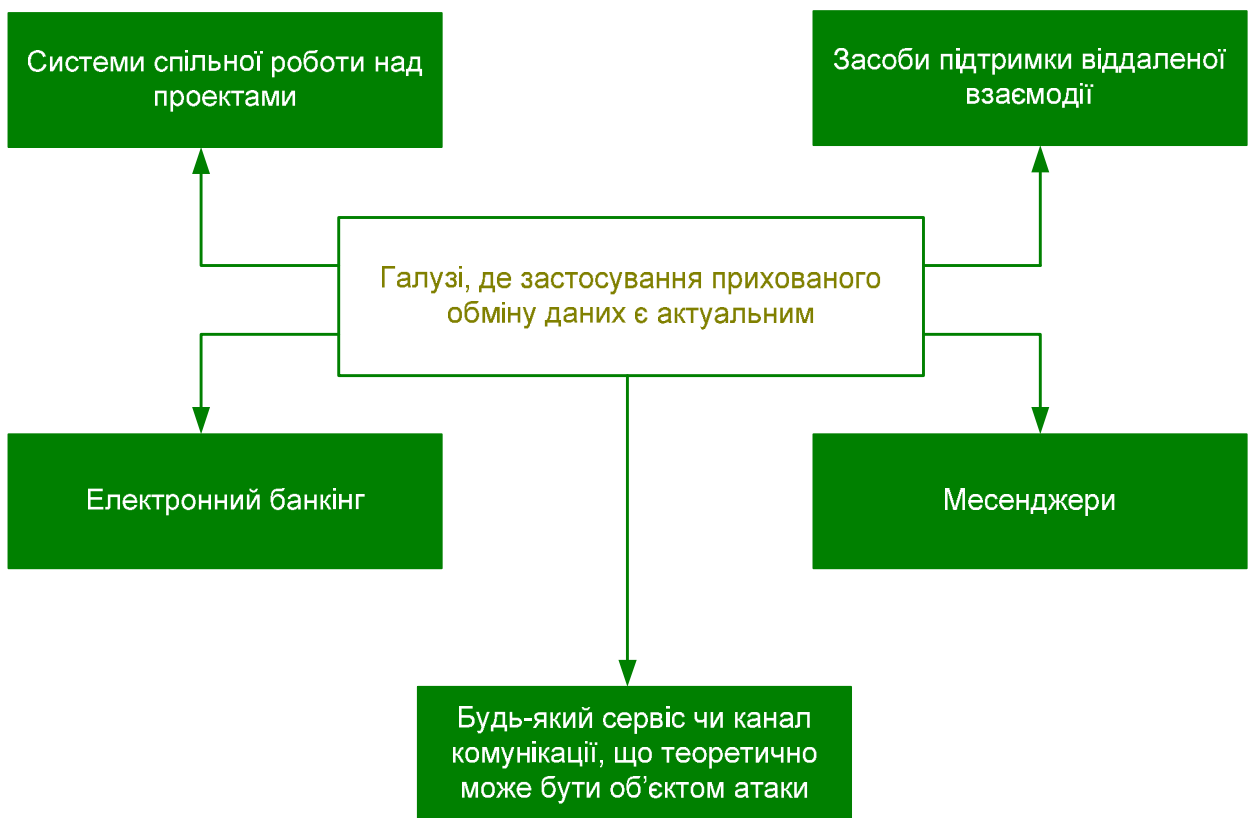 Системи спільної роботи над
проектами
Засоби підтримки віддаленої
взаємодії
Галузі, де застосування прихованого
обміну даних є актуальним
Електронний банкінг
Месенджери
Будь-який сервіс чи канал
комунікації, що теоретично
може бути об’єктом атаки